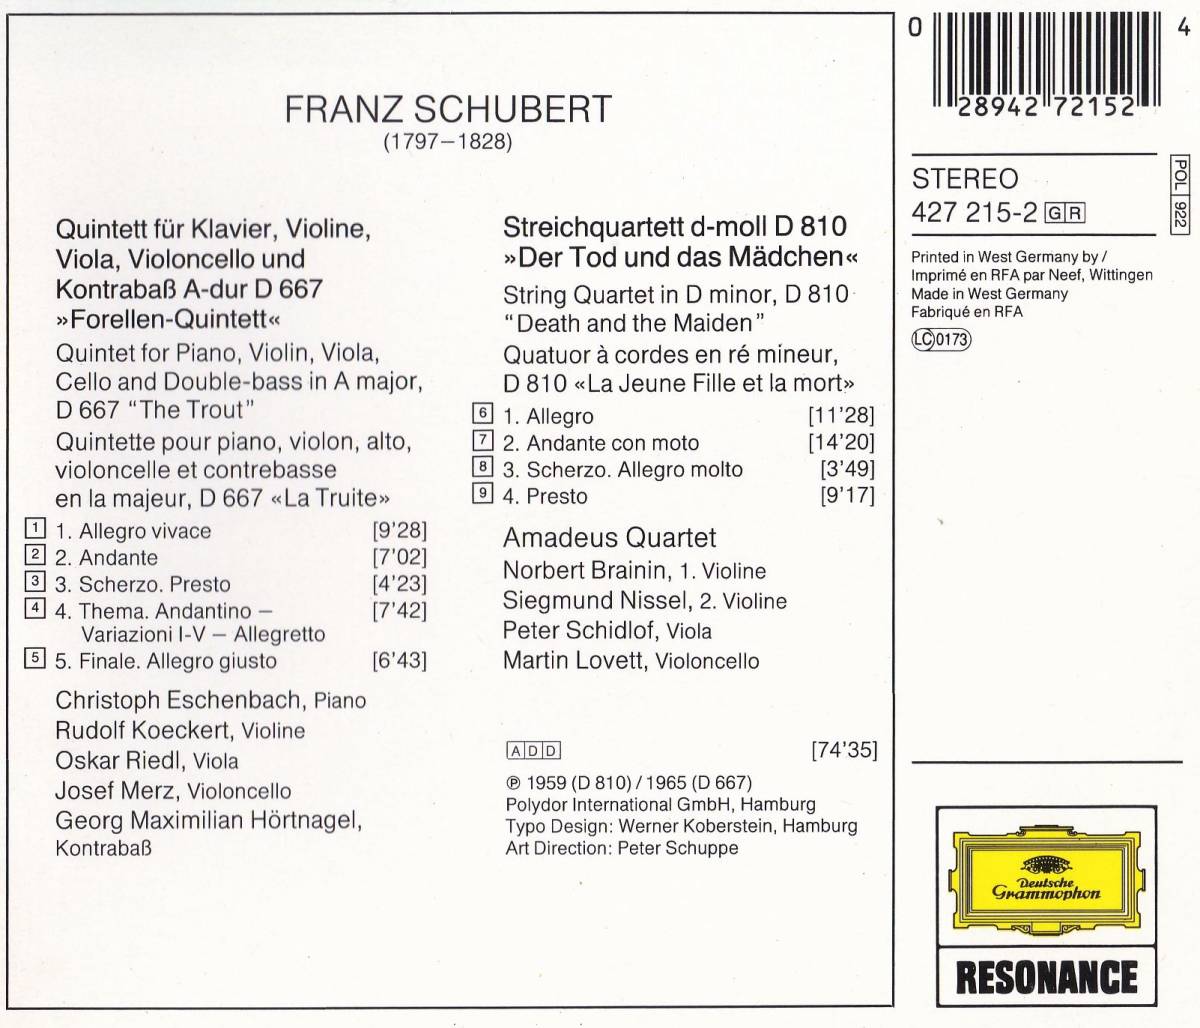 FRANZ SCHUBERT
(1797–1828)
Quintett für Klavier, Violine,
Viola, Violoncello und
Kontrabaß A-dur D 667
»Forellen-Quintett«
Quintet for Piano, Violin, Viola,
Cello and Double-bass in A major,
D 667 “The Trout”
Quintette pour piano, violon, alto,
violoncelle et contrebasse
en la majeur, D 667 «La Truite»
1 1. Allegro vivace [9’28]
2 2. Andante [7’02]
3 3. Scherzo. Presto [4’23]
4 4. Thema. Andantino – [7’42]
Variazioni I-V – Allegretto
5 5. Finale. Allegro giusto [6’43]
Christoph Eschenbach, Piano
Rudolf Koeckert, Violine
Oskar Riedl, Viola
Josef Merz, Violoncello
Georg Maximilian Hörtnagel,
Kontrabaß
Streichquartett d-moll D 810
»Der Tod und das Mädchen«
String Quartet in D minor, D 810
“Death and the Maiden”
Quatuor à cordes en ré mineur,
D 810 «La Jeune Fille et la mort»
6 1. Allegro [11’28]
7 2. Andante con moto [14’20]
8 3. Scherzo. Allegro molto [3’49]
9 4. Presto [9’17]
Amadeus Quartet
Norbert Brainin, 1. Violine
Siegmund Nissel, 2. Violine
Peter Schidlof, Viola
Martin Lovett, Violoncello
ADD [74’35]
℗ 1959 (D 810) / 1965 (D 667)
Polydor International GmbH, Hamburg
Typo Design: Werner Koberstein, Hamburg
Art Direction: Peter Schuppe
0 28942 72152 4
STEREO
427 215-2 GR
POL 922
Printed in West Germany by /
Imprimé en RFA par Neef, Wittingen
Made in West Germany
Fabriqué en RFA
LC 0173
Deutsche
Grammophon
RESONANCE